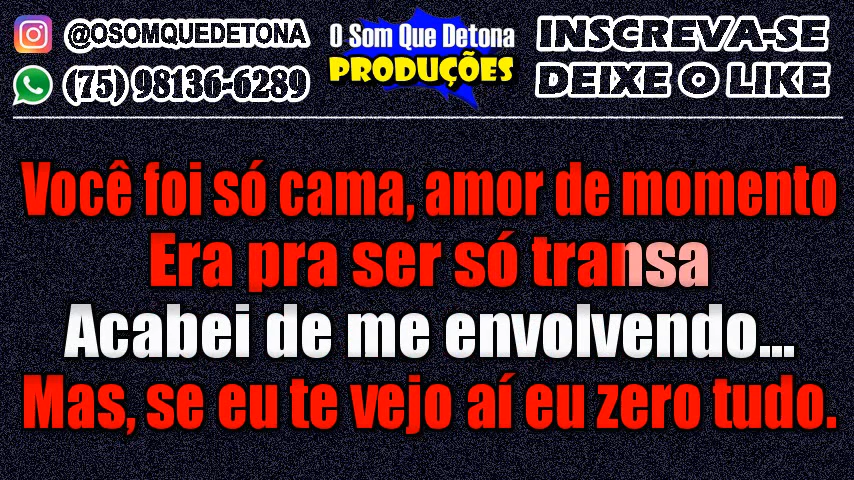 @OSOMQUEDETONA
(75) 98136-6289
O Som Que Detona
PRODUÇÕES
INSCREVA-SE
DEIXE O LIKE
Você foi só cama, amor de momento
Era pra ser só transa
Acabei de me envolvendo...
Mas, se eu te vejo aí eu zero tudo.